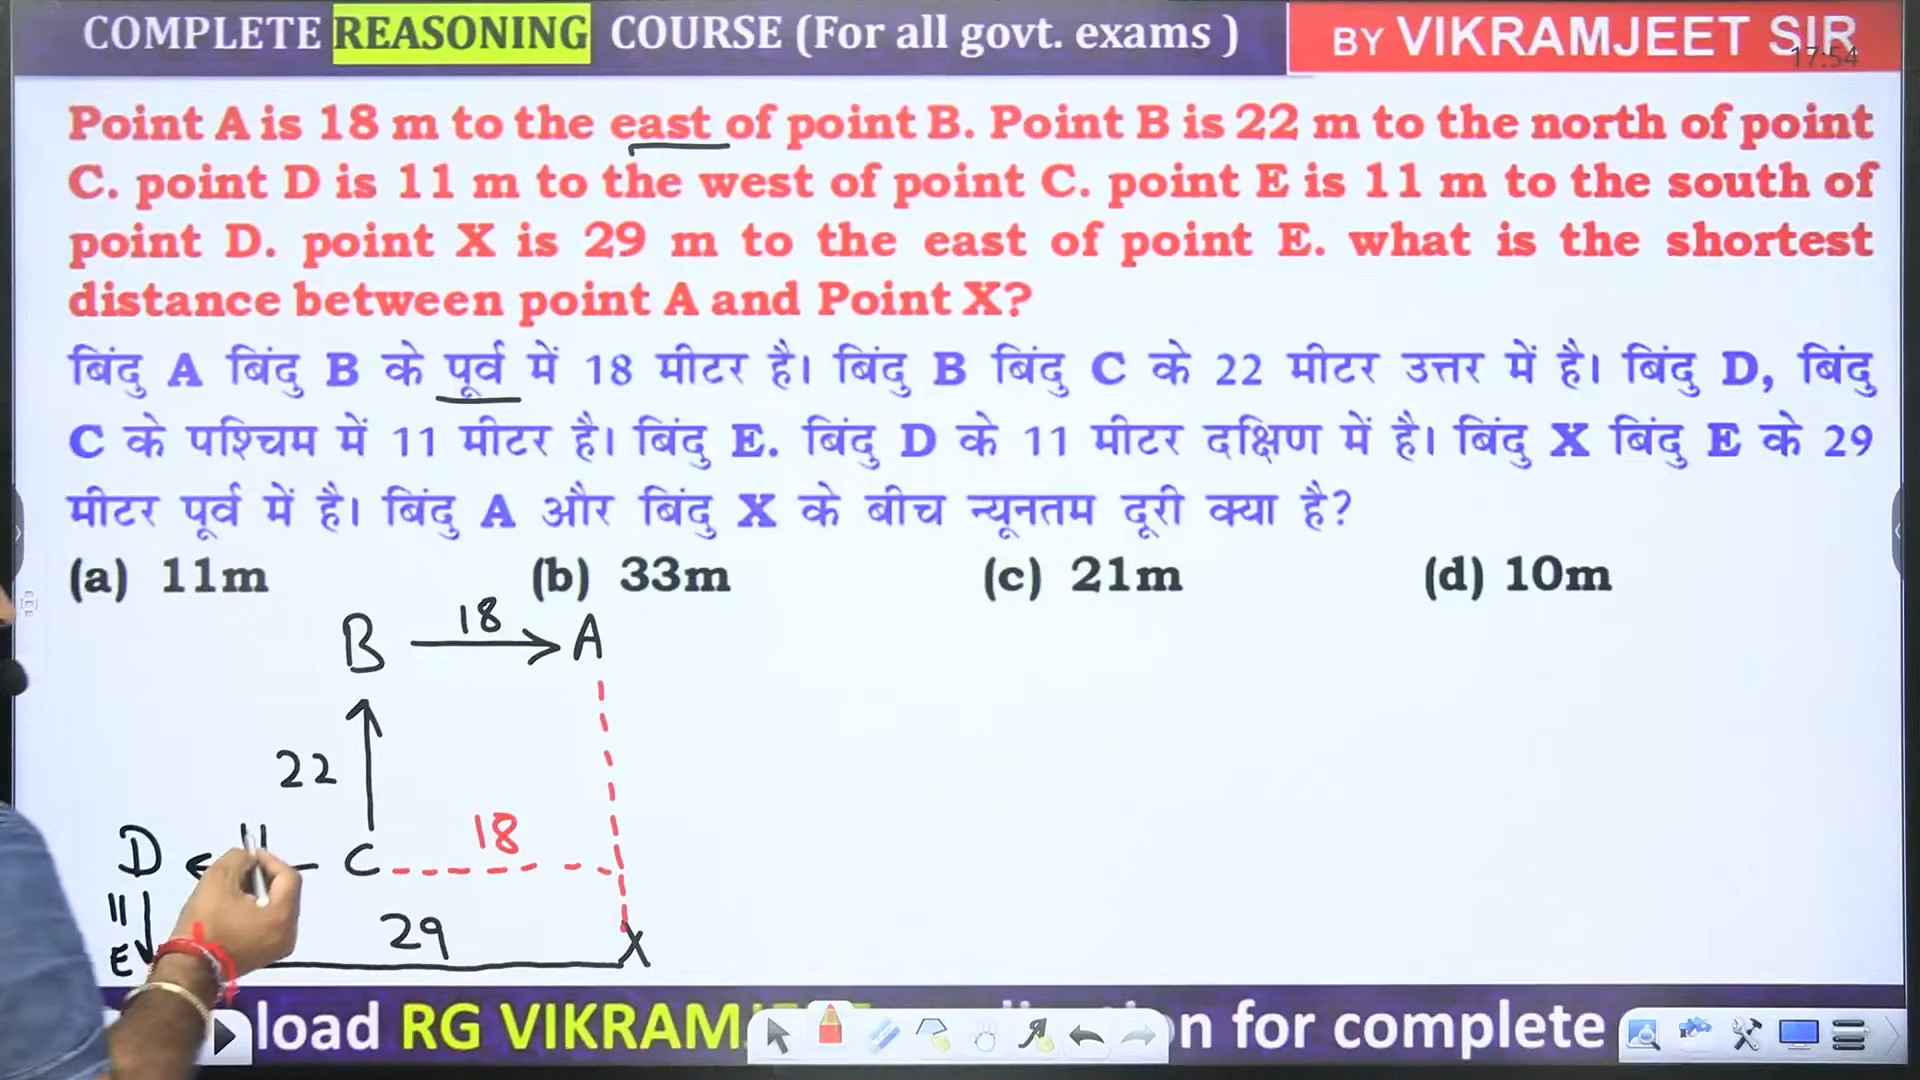 COMPLETE REASONING COURSE (For all govt. exams )
BY VIKRAMJEET SIR
17:54
Point A is 18 m to the east of point B. Point B is 22 m to the north of point
C. point D is 11 m to the west of point C. point E is 11 m to the south of
point D. point X is 29 m to the east of point E. what is the shortest
distance between point A and Point X?
बिंदु A बिंदु B के पूर्व में 18 मीटर है। बिंदु B बिंदु C के 22 मीटर उत्तर में है। बिंदु D, बिंदु
C के पश्चिम में 11 मीटर है। बिंदु E. बिंदु D के 11 मीटर दक्षिण में है। बिंदु X बिंदु E के 29
मीटर पूर्व में है। बिंदु A और बिंदु X के बीच न्यूनतम दूरी क्या है?
(a) 11m (b) 33m (c) 21m (d) 10m
B 18 A
22
D 11 C 18
11
E 29 X
load RG VIKRAM n for complete